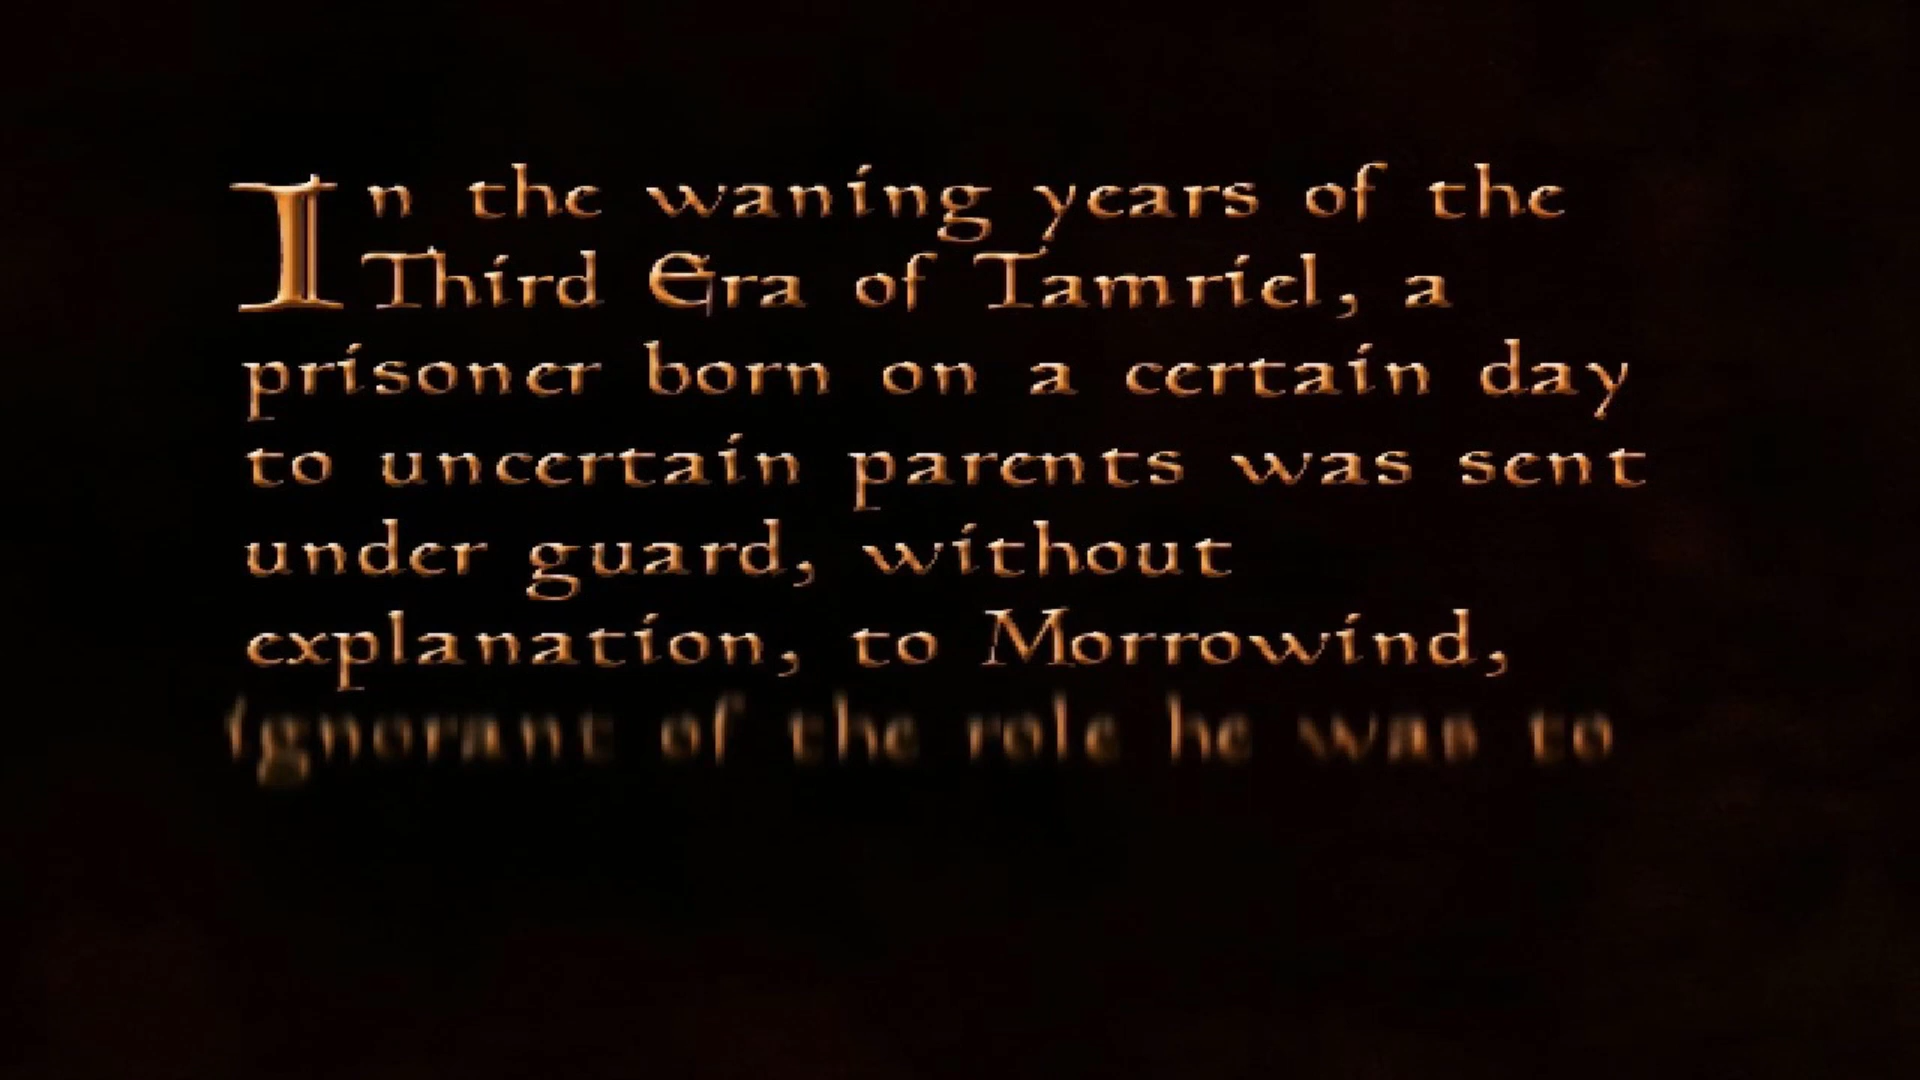 In the waning years of the
Third Era of Tamriel, a
prisoner born on a certain day
to uncertain parents was sent
under guard, without
explanation, to Morrowind,
ignorant of the role he was to